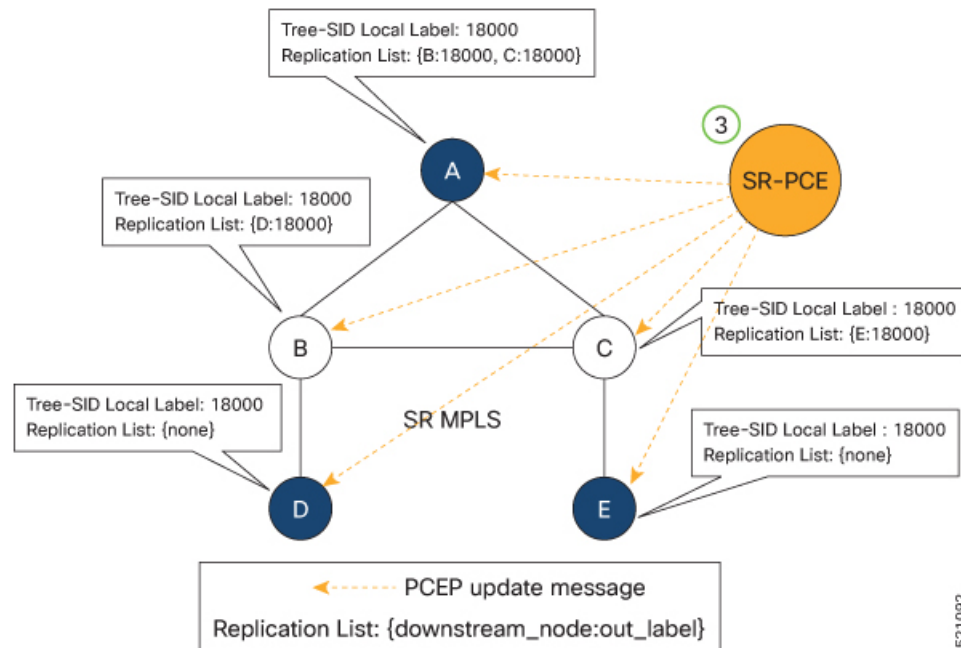 Tree-SID Local Label: 18000
Replication List: {B:18000, C:18000}
3
A
SR-PCE
Tree-SID Local Label: 18000
Replication List: {D:18000}
B
C
Tree-SID Local Label : 18000
Replication List: {E:18000}
Tree-SID Local Label: 18000
Replication List: {none}
SR MPLS
Tree-SID Local Label : 18000
Replication List: {none}
D
E
PCEP update message
Replication List: {downstream_node:out_label}